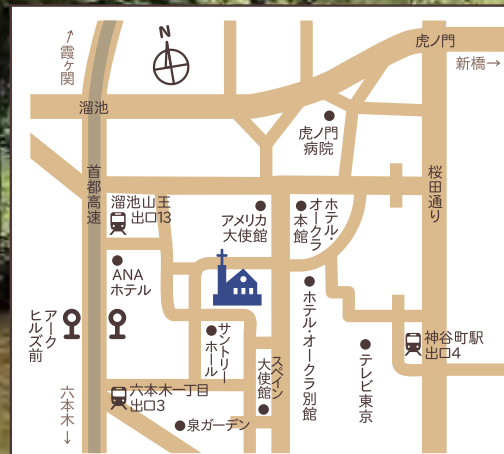 ↑
霞ヶ関
N
虎ノ門
新橋→
溜池
虎ノ門
病院
首都高速
桜田通り
溜池山王
出口13
アメリカ
大使館
ホテル・
オークラ
本館
ANA
ホテル
アーク
ヒルズ前
サントリー
ホール
ホテル・オークラ別館
神谷町駅
出口4
スペイン
大使館
テレビ東京
六本木一丁目
出口3
六本木→
泉ガーデン